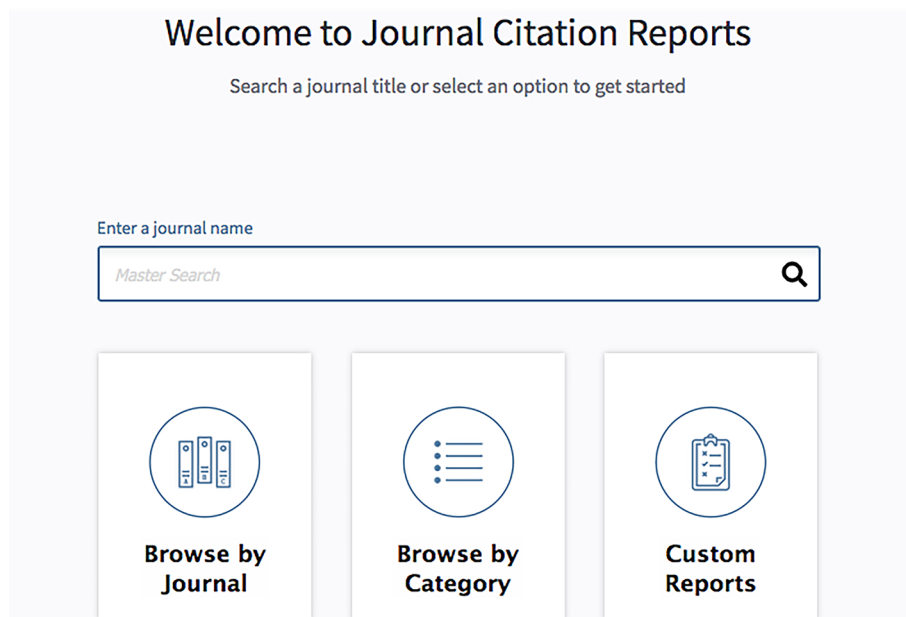 Welcome to Journal Citation Reports
Search a journal title or select an option to get started
Enter a journal name
Master Search
A B C
Browse by
Journal
Browse by
Category
Custom
Reports